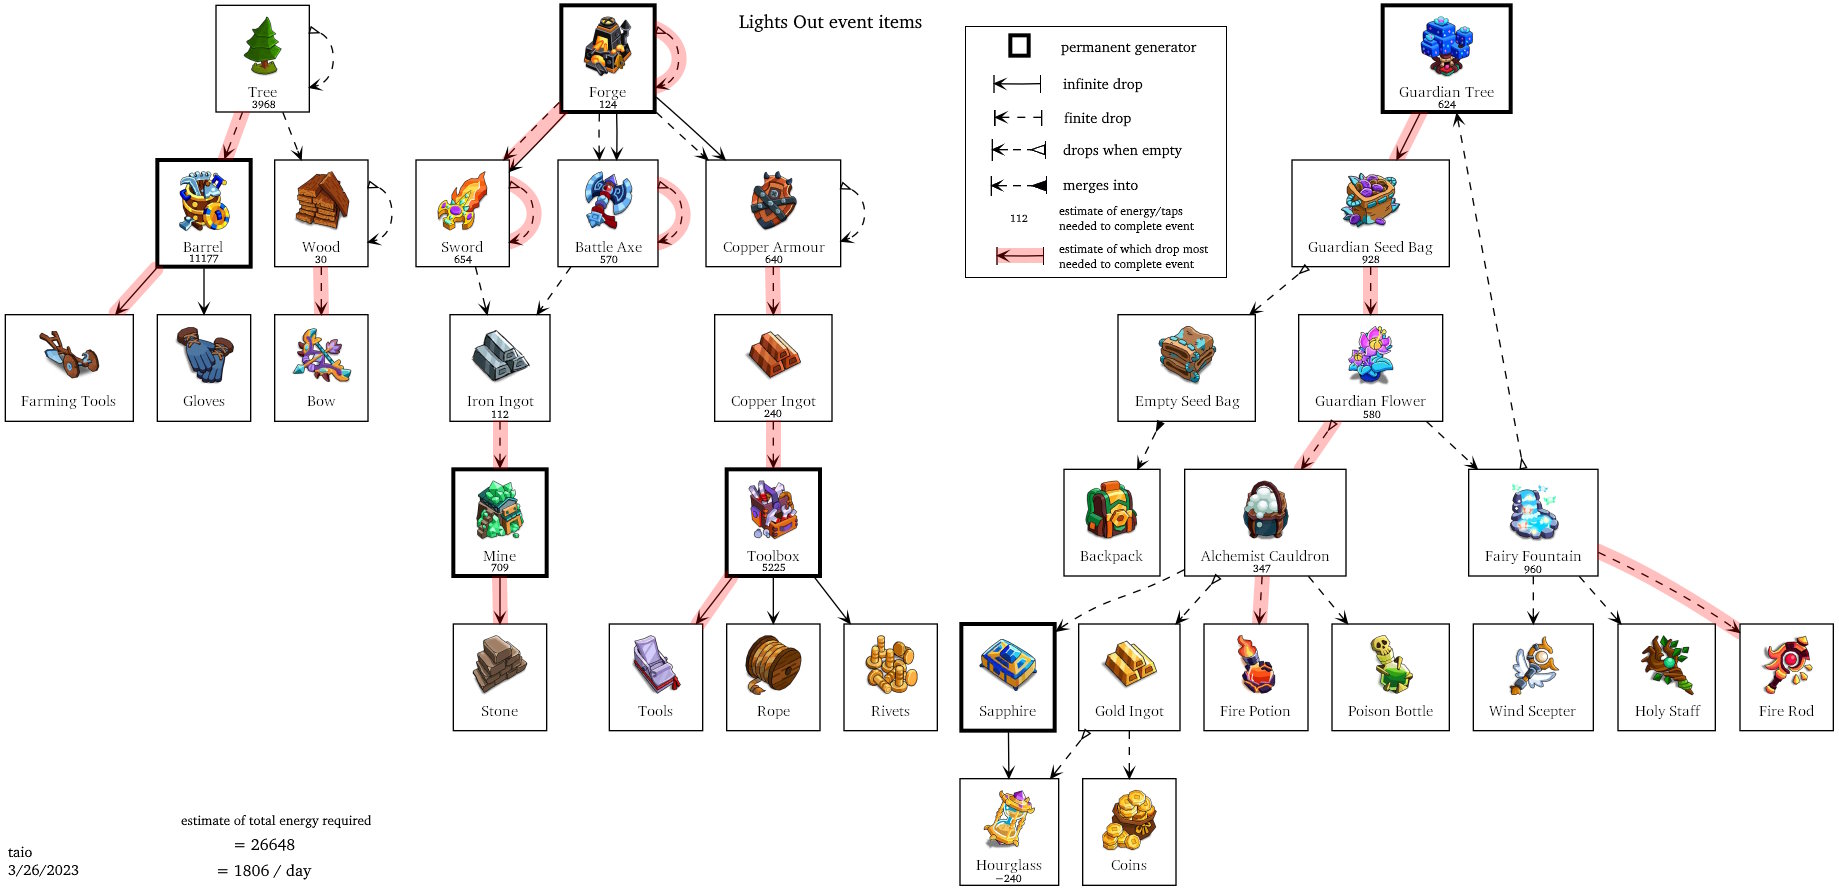 Lights Out event items
Tree
3968
Forge
124
permanent generator
infinite drop
finite drop
drops when empty
merges into
112
estimate of energy/taps
needed to complete event
estimate of which drop most
needed to complete event
Guardian Tree
624
Barrel
11177
Wood
30
Sword
654
Battle Axe
570
Copper Armour
640
Guardian Seed Bag
928
Farming Tools
Gloves
Bow
Iron Ingot
112
Copper Ingot
240
Empty Seed Bag
Guardian Flower
580
Mine
709
Toolbox
5225
Backpack
Alchemist Cauldron
347
Fairy Fountain
960
Stone
Tools
Rope
Rivets
Sapphire
Gold Ingot
Fire Potion
Poison Bottle
Wind Scepter
Holy Staff
Fire Rod
Hourglass
−240
Coins
estimate of total energy required
= 26648
= 1806 / day
taio
3/26/2023